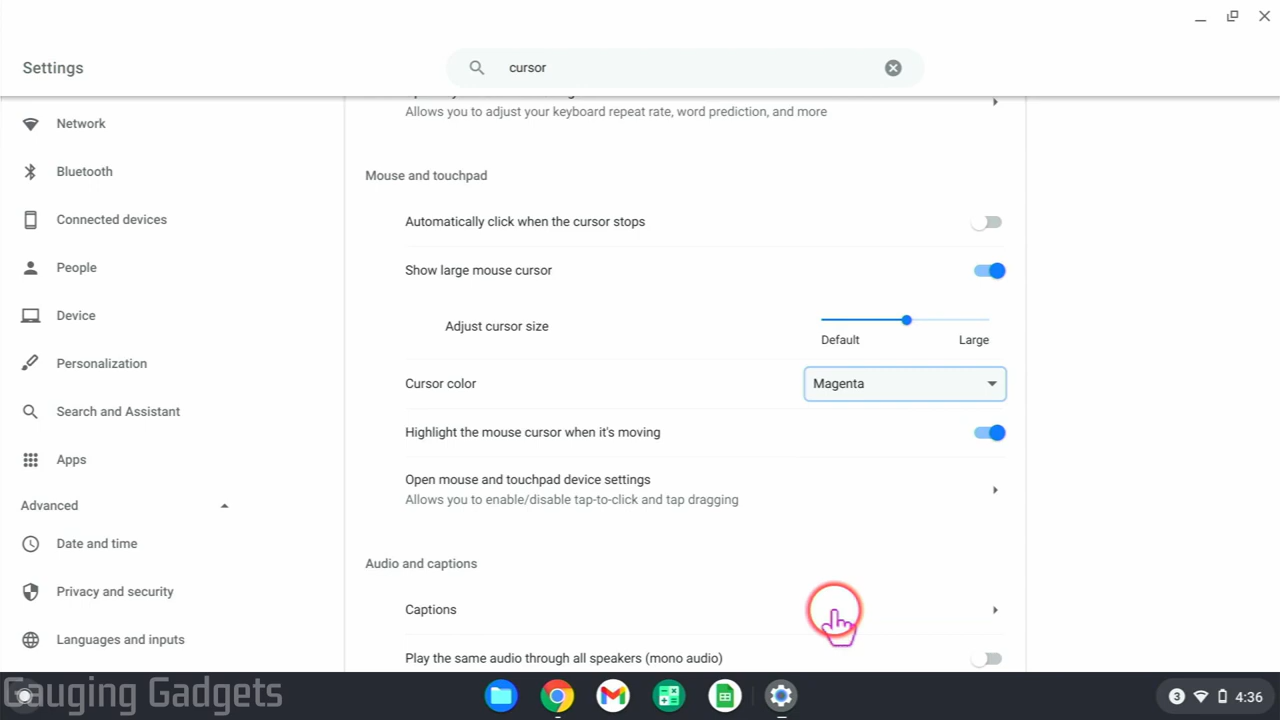 Settings
cursor
Network
Bluetooth
Connected devices
People
Device
Personalization
Search and Assistant
Apps
Advanced
Date and time
Privacy and security
Languages and inputs
Allows you to adjust your keyboard repeat rate, word prediction, and more
Mouse and touchpad
Automatically click when the cursor stops
Show large mouse cursor
Adjust cursor size
Default Large
Cursor color
Magenta
Highlight the mouse cursor when it's moving
Open mouse and touchpad device settings
Allows you to enable/disable tap-to-click and tap dragging
Audio and captions
Captions
Play the same audio through all speakers (mono audio)
Gauging Gadgets
3 4:36